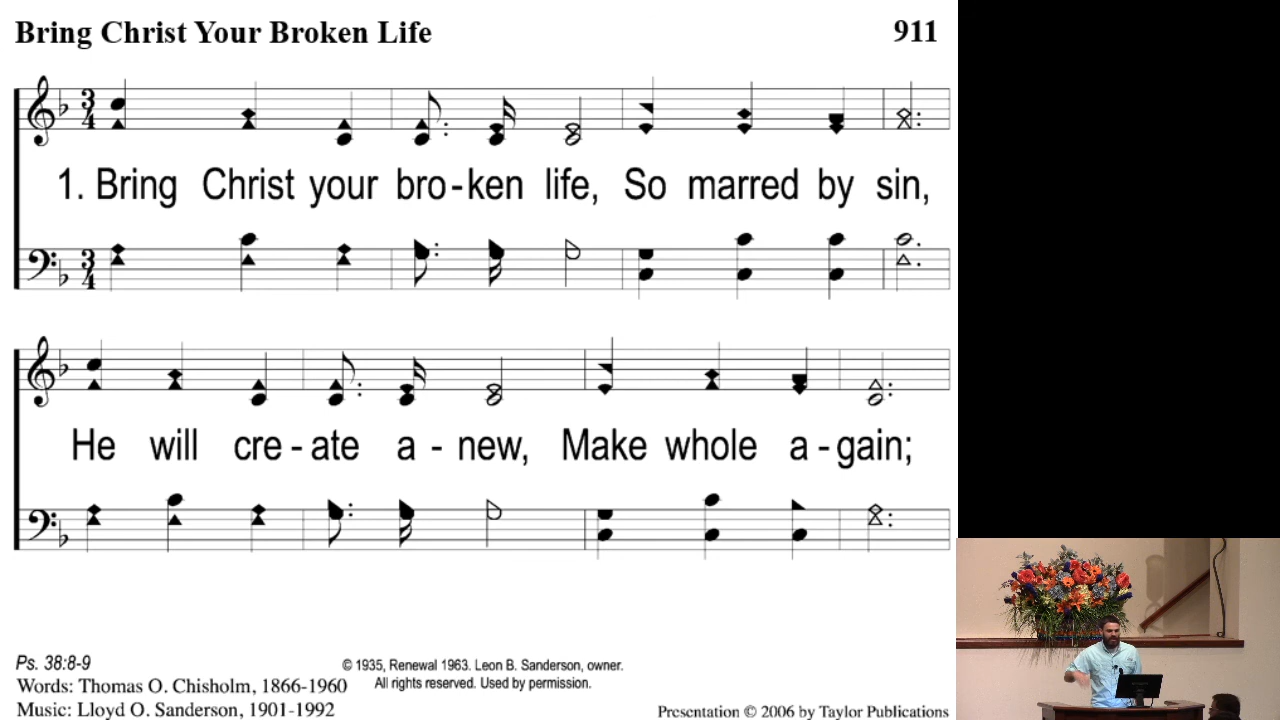 Bring Christ Your Broken Life 911
1. Bring Christ your bro-ken life, So marred by sin,
He will cre-ate a-new, Make whole a-gain;
Ps. 38:8-9
Words: Thomas O. Chisholm, 1866-1960
Music: Lloyd O. Sanderson, 1901-1992
© 1935, Renewal 1963. Leon B. Sanderson, owner.
All rights reserved. Used by permission.
Presentation © 2006 by Taylor Publications